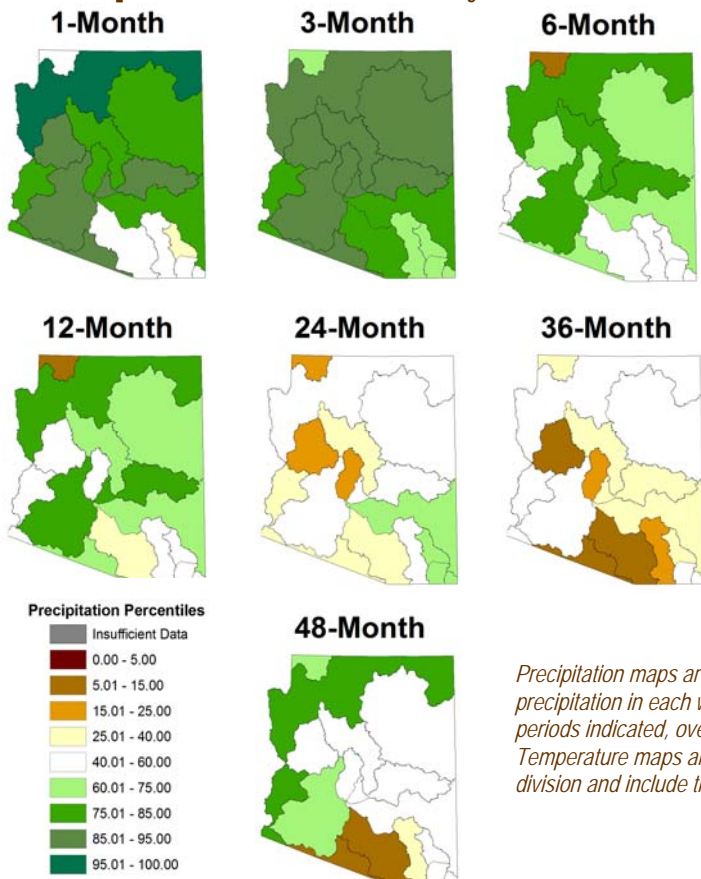 1-Month 3-Month 6-Month
12-Month 24-Month 36-Month
Precipitation Percentiles
Insufficient Data
0.00 - 5.00
5.01 - 15.00
15.01 - 25.00
25.01 - 40.00
40.01 - 60.00
60.01 - 75.00
75.01 - 85.00
85.01 - 95.00
95.01 - 100.00
48-Month
Precipitation maps
precipitation in each
periods indicated,
Temperature maps
division and include